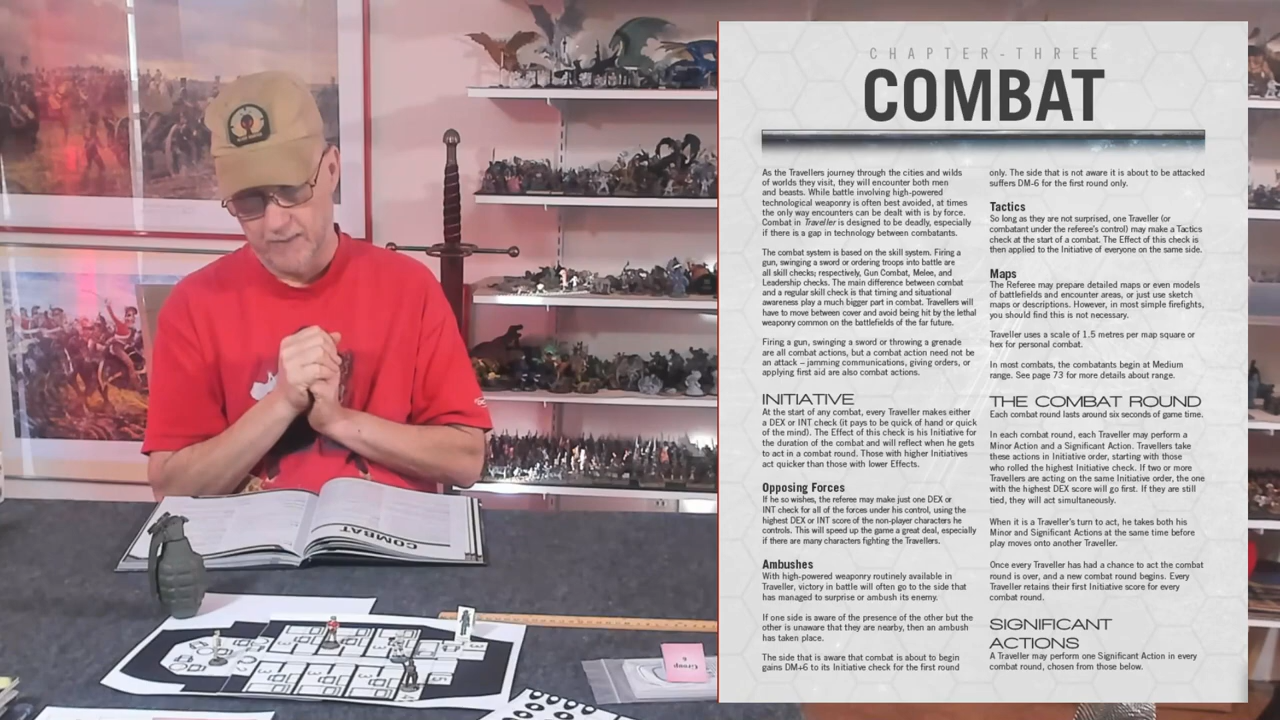 CHAPTER-THREE
COMBAT
As the Travellers journey through the cities and wilds
of worlds they visit, they will encounter both men
and beasts. While battle involving high-powered
technological weaponry is often best avoided, at times
the only way encounters can be dealt with is by force.
Combat in Traveller is designed to be deadly, especially
if there is a gap in technology between combatants.
The combat system is based on the skill system. Firing a
gun, swinging a sword or ordering troops into battle are
all skill checks; respectively, Gun Combat, Melee, and
Leadership checks. The main difference between combat
and a regular skill check is that timing and situational
awareness play a much bigger part in combat. Travellers will
have to move between cover and avoid being hit by the lethal
weaponry common on the battlefields of the far future.
Firing a gun, swinging a sword or throwing a grenade
are all combat actions, but a combat action need not be
an attack – jamming communications, giving orders, or
applying first aid are also combat actions.
INITIATIVE
At the start of any combat, every Traveller makes either
a DEX or INT check (it pays to be quick of hand or quick
of the mind). The Effect of this check is his Initiative for
the duration of the combat and will reflect when he gets
to act in a combat round. Those with higher Initiatives
act quicker than those with lower Effects.
Opposing Forces
If he so wishes, the referee may make just one DEX or
INT check for all of the forces under his control, using the
highest DEX or INT score of the non-player characters he
controls. This will speed up the game a great deal, especially
if there are many characters fighting the Travellers.
Ambushes
With high-powered weaponry routinely available in
Traveller, victory in battle will often go to the side that
has managed to surprise or ambush its enemy.
If one side is aware of the presence of the other but the
other is unaware that they are nearby, then an ambush
has taken place.
The side that is aware that combat is about to begin
gains DM+6 to its Initiative check for the first round
only. The side that is not aware it is about to be attacked
suffers DM-6 for the first round only.
Tactics
So long as they are not surprised, one Traveller (or
combatant under the referee's control) may make a Tactics
check at the start of a combat. The Effect of this check is
then applied to the Initiative of everyone on the same side.
Maps
The Referee may prepare detailed maps or even models
of battlefields and encounter areas, or just use sketch
maps or descriptions. However, in most simple firefights,
you should find this is not necessary.
Traveller uses a scale of 1.5 metres per map square or
hex for personal combat.
In most combats, the combatants begin at Medium
range. See page 73 for more details about range.
THE COMBAT ROUND
Each combat round lasts around six seconds of game time.
In each combat round, each Traveller may perform a
Minor Action and a Significant Action. Travellers take
these actions in Initiative order, starting with those
who rolled the highest Initiative check. If two or more
Travellers are acting on the same Initiative order, the one
with the highest DEX score will go first. If they are still
tied, they will act simultaneously.
When it is a Traveller's turn to act, he takes both his
Minor and Significant Actions at the same time before
play moves onto another Traveller.
Once every Traveller has had a chance to act the combat
round is over, and a new combat round begins. Every
Traveller retains their first Initiative score for every
combat round.
SIGNIFICANT
ACTIONS
A Traveller may perform one Significant Action in every
combat round, chosen from those below.
COMBAT
Group